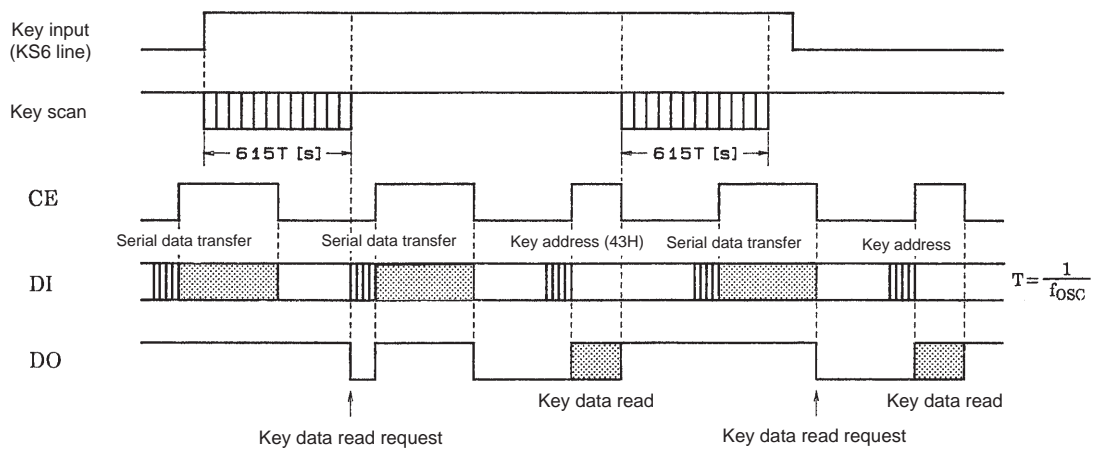 Key input
(KS6 line)
Key scan
615T [s]
615T [s]
CE
Serial data transfer
Serial data transfer
Key address (43H)
Serial data transfer
Key address
DI
T = 1/fOSC
DO
Key data read
Key data read
Key data read request
Key data read request